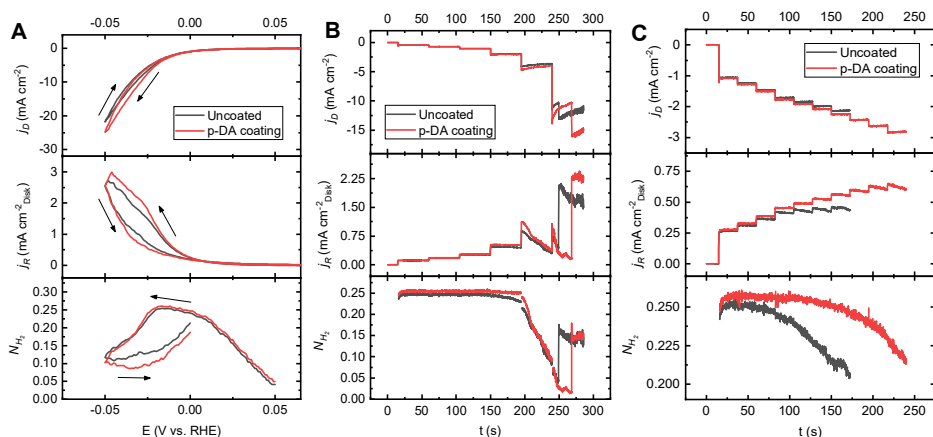 A
-0.05 0.00 0.05
0
-10
-20
-30
j_D (mA cm⁻²)
Uncoated
p-DA coating
3
2
1
0
j_R (mA cm⁻²_Disk)
0.30
0.25
0.20
0.15
0.10
0.05
0.00
N_H₂
-0.05 0.00 0.05
E (V vs. RHE)
B
0 50 100 150 200 250 300
0
-5
-10
-15
j_D (mA cm⁻²)
Uncoated
p-DA coating
2.25
1.50
0.75
0.00
j_R (mA cm⁻²_Disk)
0.25
0.20
0.15
0.10
0.05
0.00
N_H₂
0 50 100 150 200 250 300
t (s)
C
0 50 100 150 200 250
0
-1
-2
-3
j_D (mA cm⁻²)
Uncoated
p-DA coating
0.75
0.50
0.25
0.00
j_R (mA cm⁻²_Disk)
0.250
0.225
0.200
N_H₂
0 50 100 150 200 250
t (s)